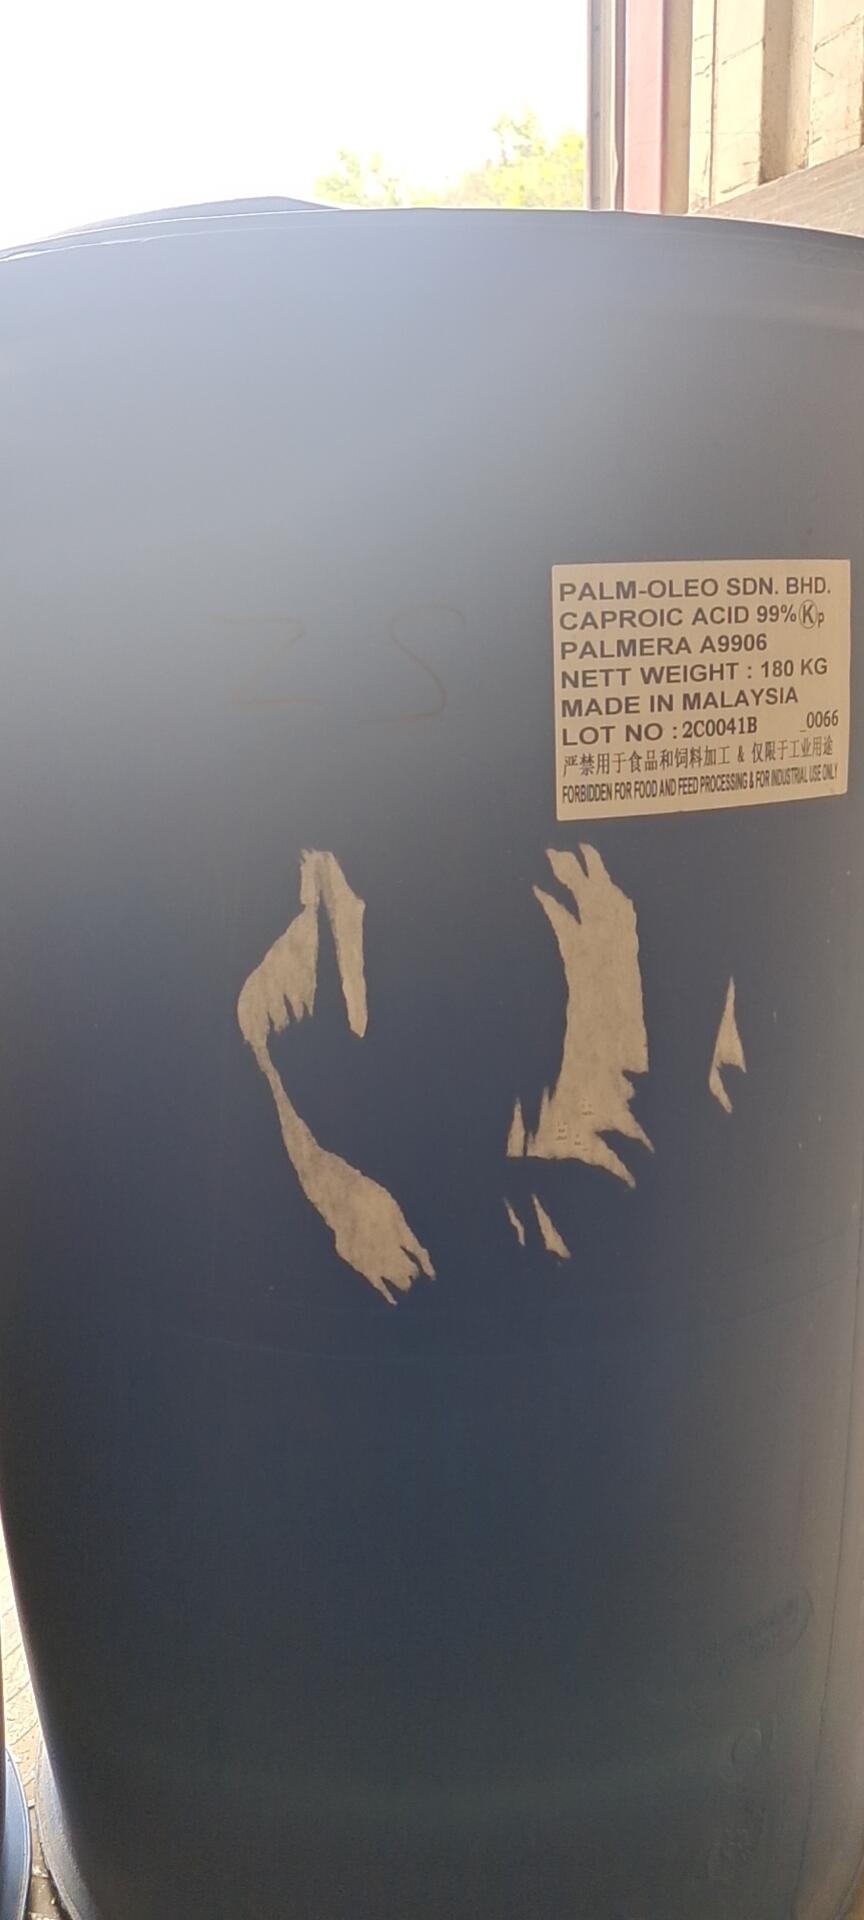 PALM-OLEO SDN. BHD.
CAPROIC ACID 99% Ⓚp
PALMERA A9906
NETT WEIGHT : 180 KG
MADE IN MALAYSIA
LOT NO : 2C0041B _0066
严禁用于食品和饲料加工 & 仅限于工业用途
FORBIDDEN FOR FOOD AND FEED PROCESSING & FOR INDUSTRIAL USE ONLY